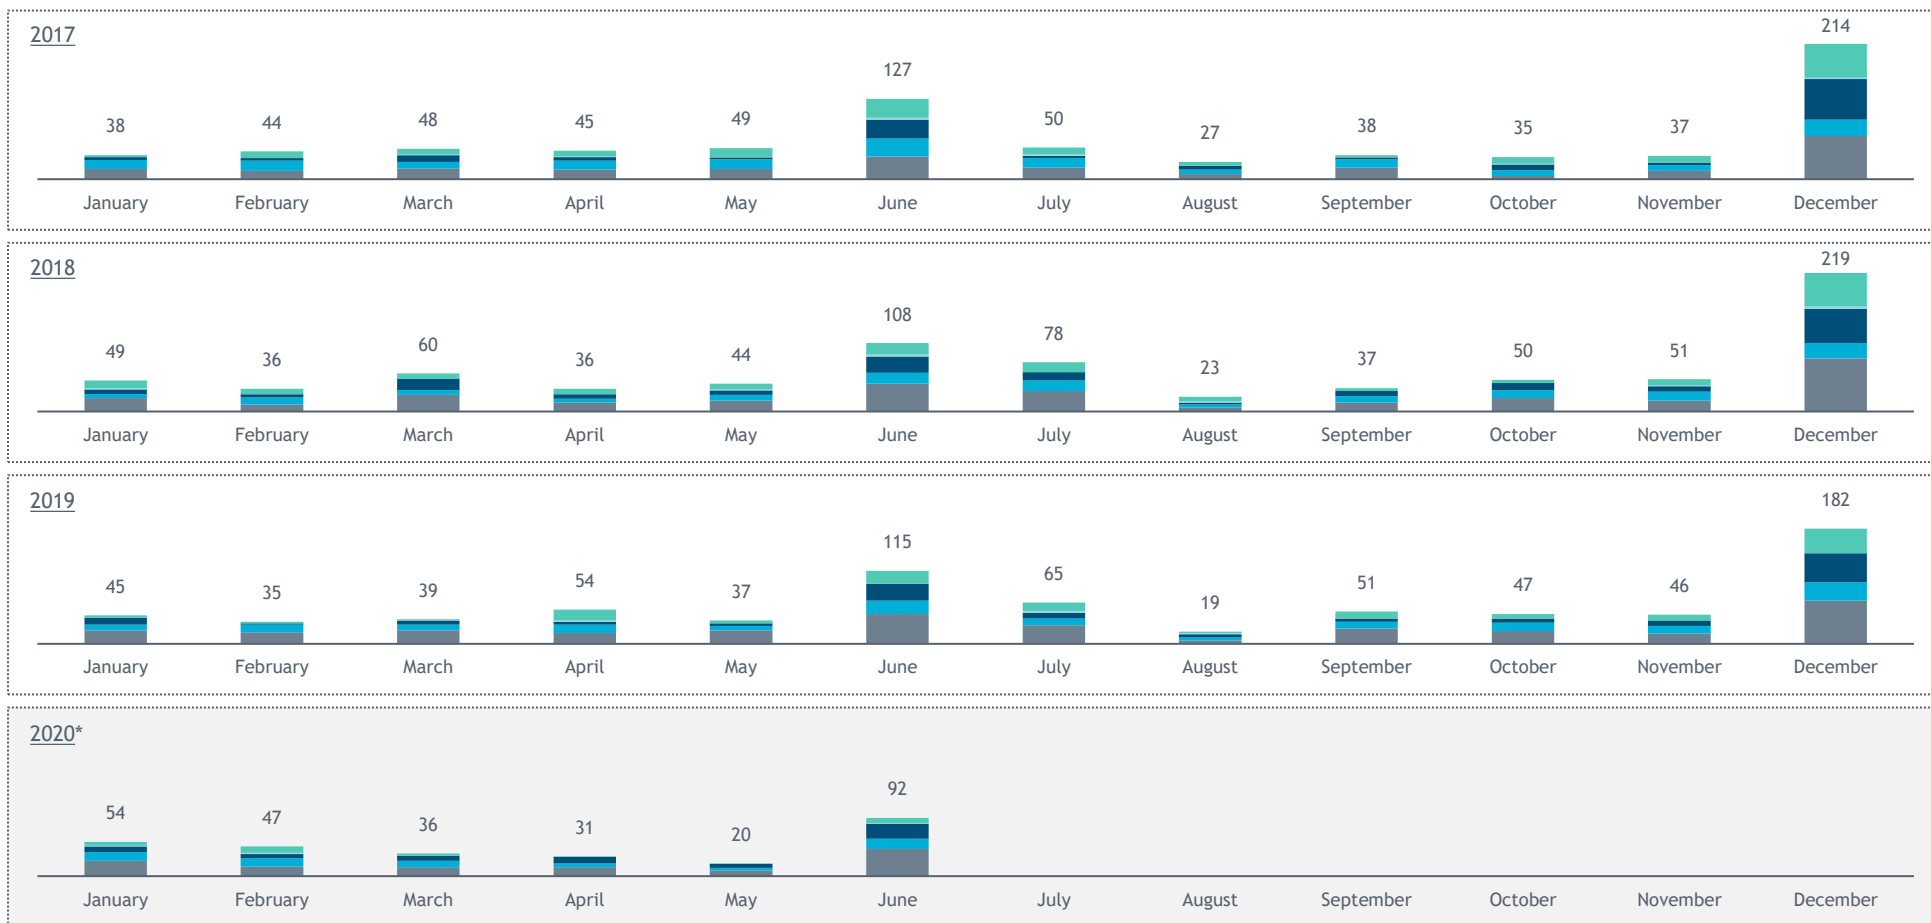 2017
38 44 48 45 49 127 50 27 38 35 37 214
January February March April May June July August September October November December
2018
49 36 60 36 44 108 78 23 37 50 51 219
January February March April May June July August September October November December
2019
45 35 39 54 37 115 65 19 51 47 46 182
January February March April May June July August September October November December
2020*
54 47 36 31 20 92
January February March April May June July August September October November December